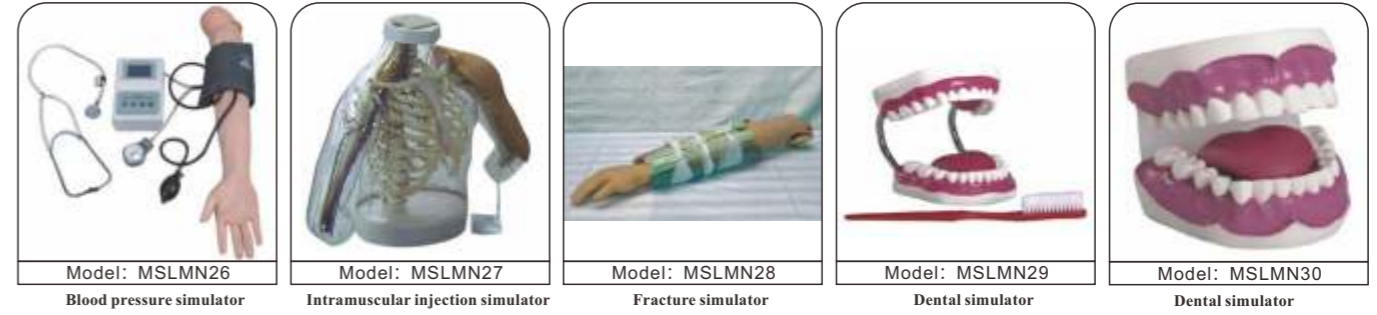 Model: MSLMN26
Blood pressure simulator
Model: MSLMN27
Intramuscular injection simulator
Model: MSLMN28
Fracture simulator
Model: MSLMN29
Dental simulator
Model: MSLMN30
Dental simulator